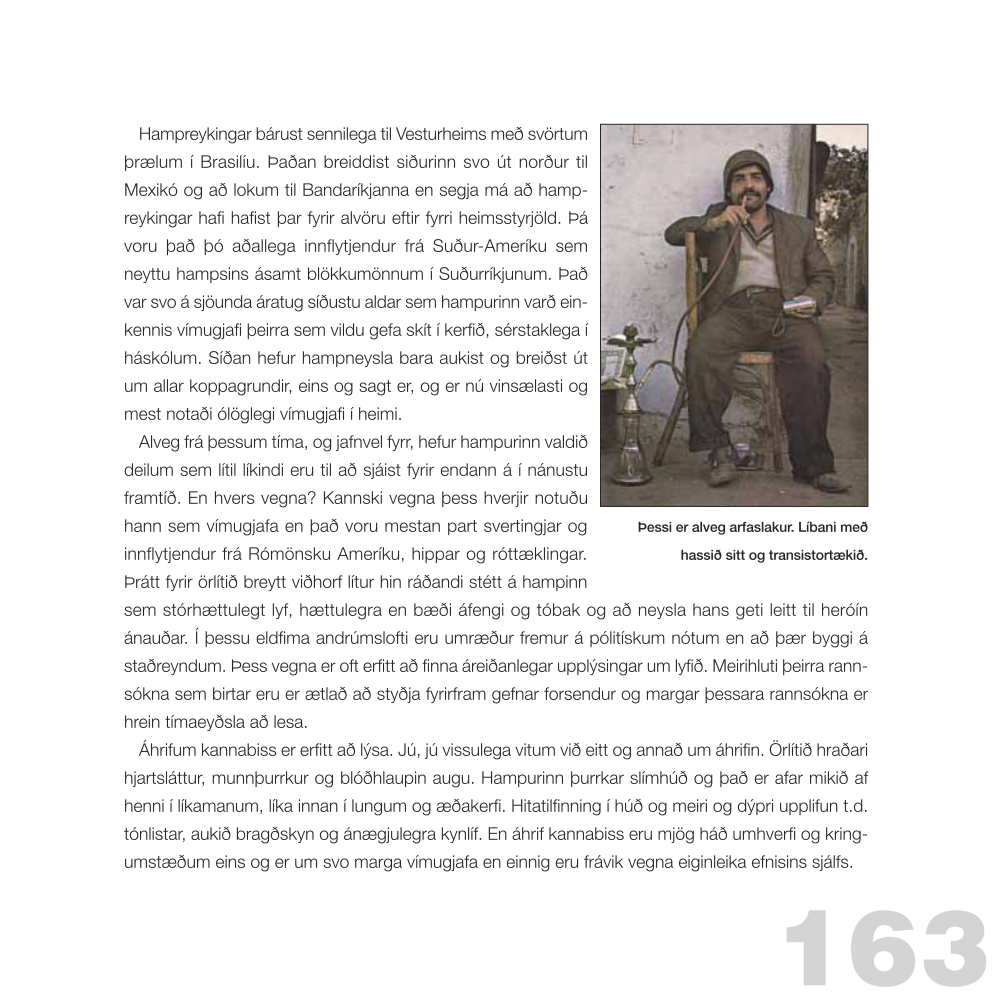 Hampreykingar bárust sennilega til Vesturheims með svörtum
þrælum í Brasilíu. Þaðan breiddist siðurinn svo út norður til
Mexikó og að lokum til Bandaríkjanna en segja má að hamp-
reykingar hafi hafist þar fyrir alvöru eftir fyrri heimsstyrjöld. Þá
voru það þó aðallega innflytjendur frá Suður-Ameríku sem
neyttu hampsins ásamt blökkumönnum í Suðurríkjunum. Það
var svo á sjöunda áratug síðustu aldar sem hampurinn varð ein-
kennis vímugjafi þeirra sem vildu gefa skít í kerfið, sérstaklega í
háskólum. Síðan hefur hampneysla bara aukist og breiðst út
um allar koppagrundir, eins og sagt er, og er nú vinsælasti og
mest notaði ólöglegi vímugjafi í heimi.
Alveg frá þessum tíma, og jafnvel fyrr, hefur hampurinn valdið
deilum sem lítil líkindi eru til að sjáist fyrir endann á í nánustu
framtíð. En hvers vegna? Kannski vegna þess hverjir notuðu
hann sem vímugjafa en það voru mestan part svertingjar og
innflytjendur frá Rómönsku Ameríku, hippar og róttæklingar.
Þrátt fyrir örlítið breytt viðhorf lítur hin ráðandi stétt á hampinn
sem stórhættulegt lyf, hættulegra en bæði áfengi og tóbak og að neysla hans geti leitt til heróín
ánauðar. Í þessu eldfima andrúmslofti eru umræður fremur á pólitískum nótum en að þær byggi á
staðreyndum. Þess vegna er oft erfitt að finna áreiðanlegar upplýsingar um lyfið. Meirihluti þeirra rann-
sókna sem birtar eru er ætlað að styðja fyrirfram gefnar forsendur og margar þessara rannsókna er
hrein tímaeyðsla að lesa.
Áhrifum kannabiss er erfitt að lýsa. Jú, jú vissulega vitum við eitt og annað um áhrifin. Örlítið hraðari
hjartsláttur, munnþurrkur og blóðhlaupin augu. Hampurinn þurrkar slímhúð og það er afar mikið af
henni í líkamanum, líka innan í lungum og æðakerfi. Hitatilfinning í húð og meiri og dýpri upplifun t.d.
tónlistar, aukið bragðskyn og ánægjulegra kynlíf. En áhrif kannabiss eru mjög háð umhverfi og kring-
umstæðum eins og er um svo marga vímugjafa en einnig eru frávik vegna eiginleika efnisins sjálfs.
Þessi er alveg arfaslakur. Líbani með
hassið sitt og transistortækið.
163